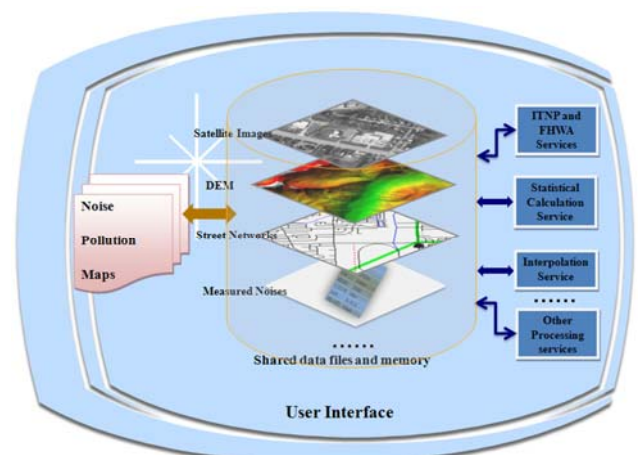 Satellite Images
DEM
Street Networks
Measured Noises
......
Shared data files and memory
Noise
Pollution
Maps
ITNP and
FHWA
Services
Statistical
Calculation
Service
Interpolation
Service
......
Other
Processing
services
User Interface